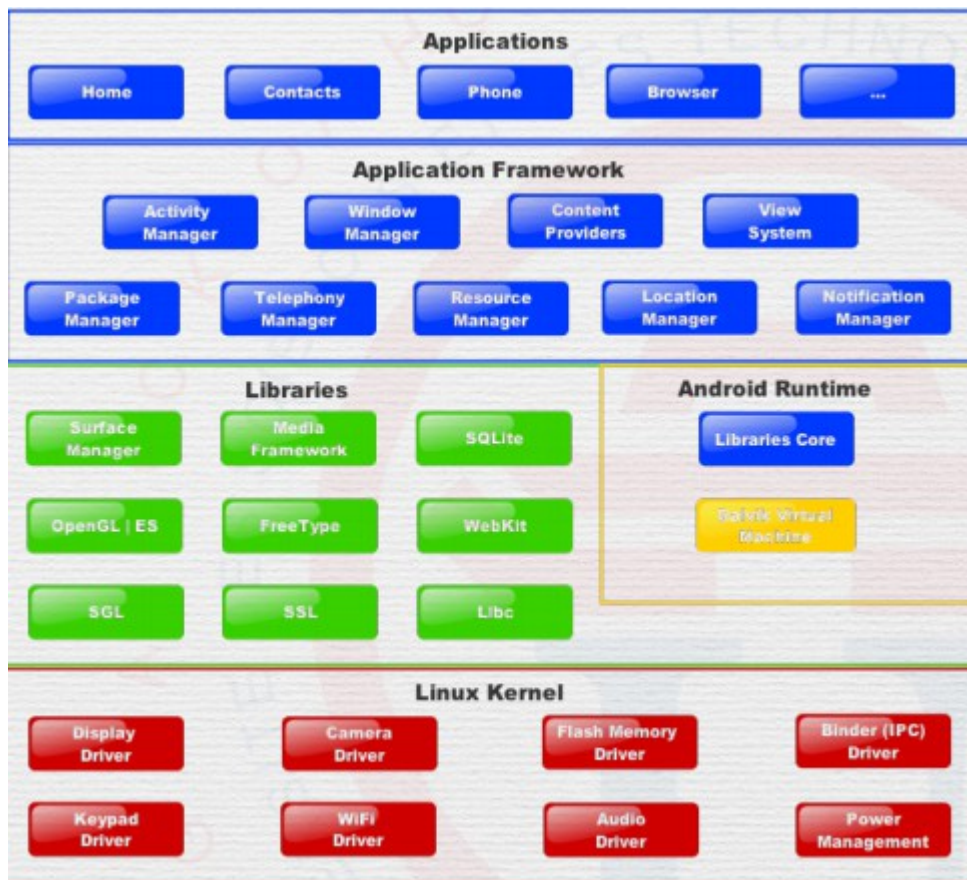 Applications
Home
Contacts
Phone
Browser
...
Application Framework
Activity
Manager
Window
Manager
Content
Providers
View
System
Package
Manager
Telephony
Manager
Resource
Manager
Location
Manager
Notification
Manager
Libraries
Surface
Manager
Media
Framework
SQLite
OpenGL | ES
FreeType
WebKit
SGL
SSL
Libc
Android Runtime
Libraries Core
Dalvik Virtual
Machine
Linux Kernel
Display
Driver
Camera
Driver
Flash Memory
Driver
Binder (IPC)
Driver
Keypad
Driver
WiFi
Driver
Audio
Driver
Power
Management